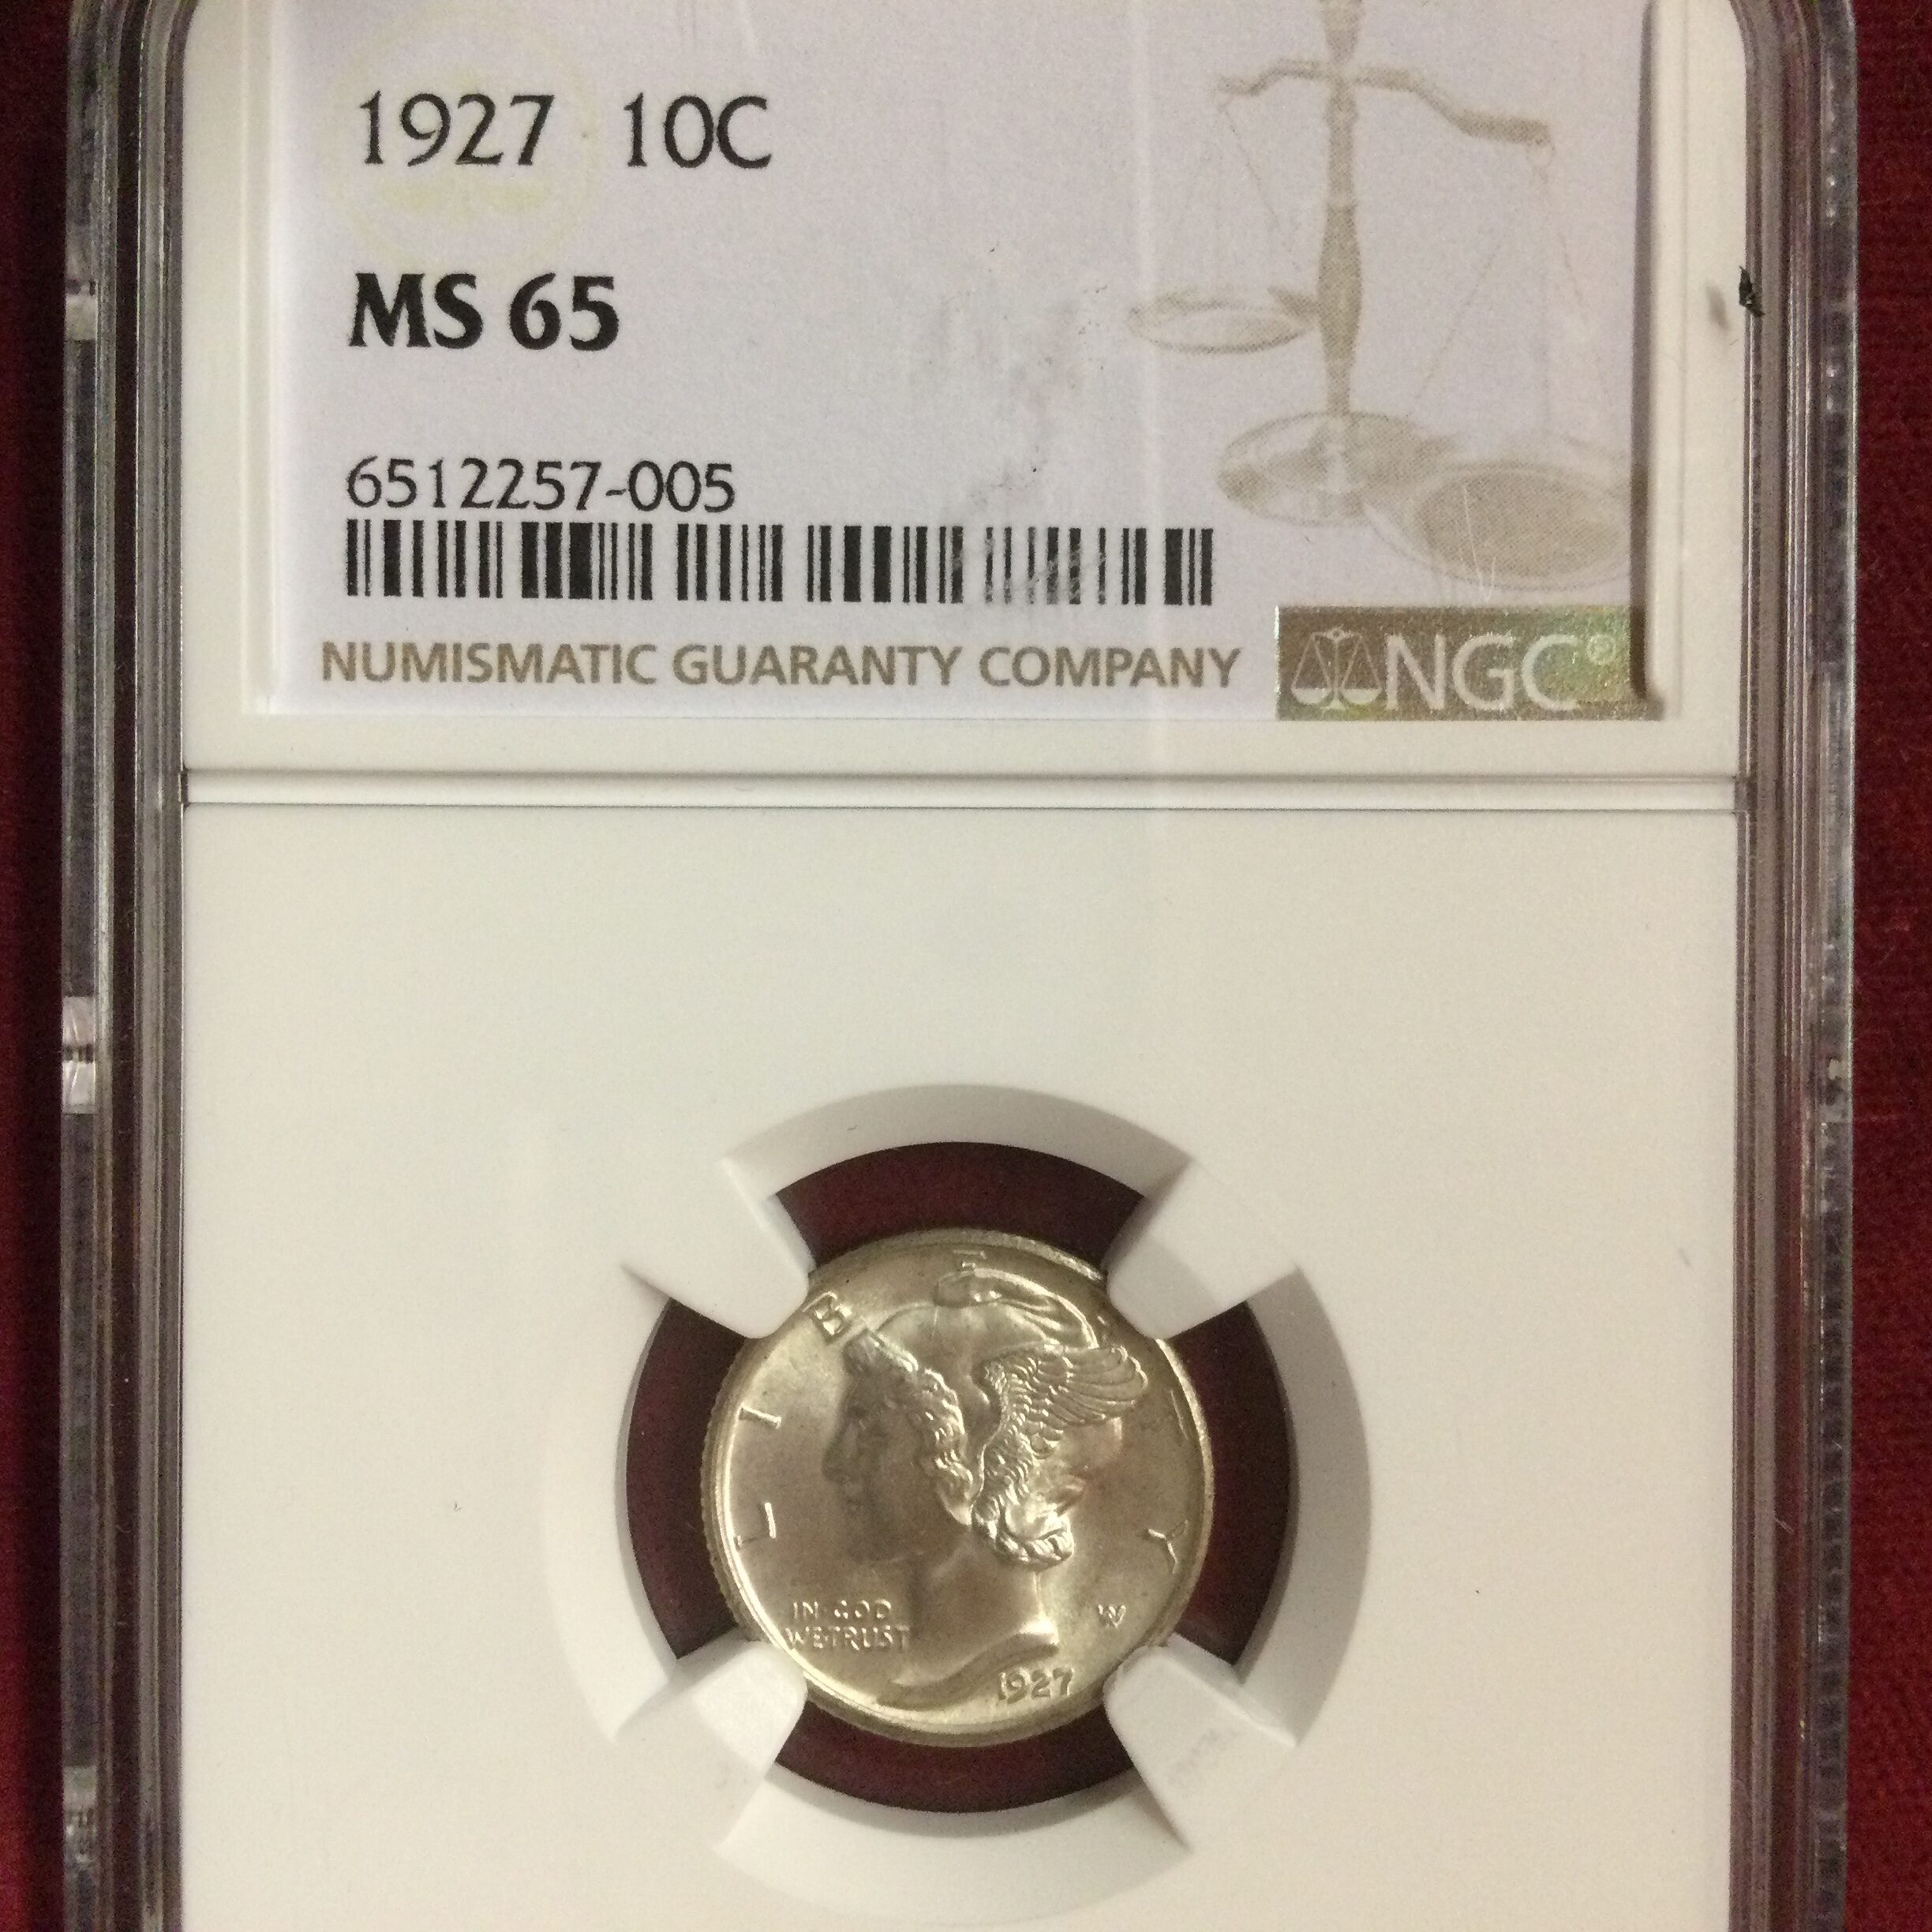 1927 10C
MS 65
6512257-005
NUMISMATIC GUARANTY COMPANY
NGC®
LIBERTY
IN GOD
WE TRUST
W
1927